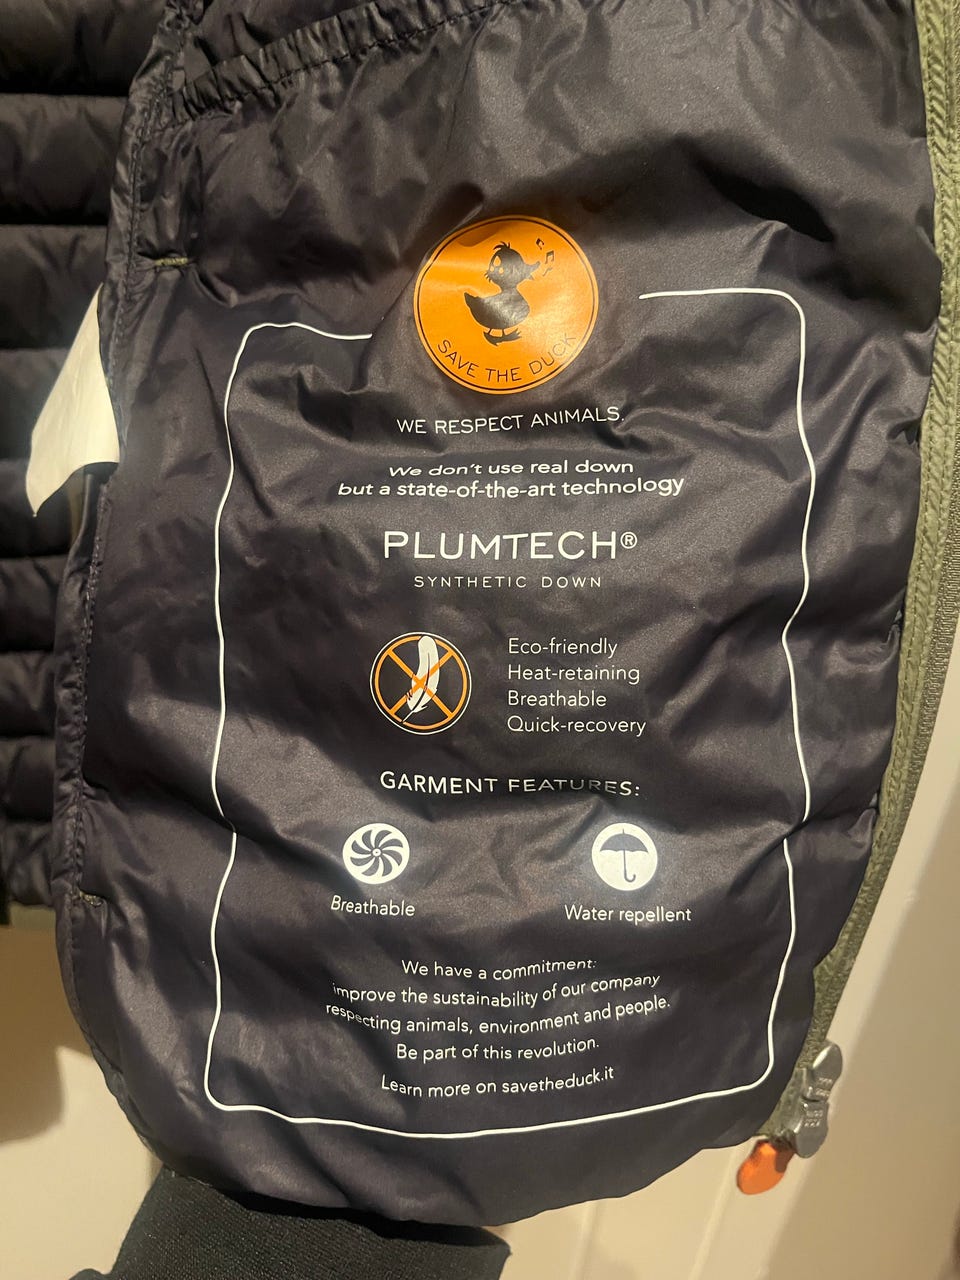 SAVE THE DUCK
WE RESPECT ANIMALS.
We don't use real down
but a state-of-the-art technology
PLUMTECH®
SYNTHETIC DOWN
Eco-friendly
Heat-retaining
Breathable
Quick-recovery
GARMENT FEATURES:
Breathable
Water repellent
We have a commitment:
improve the sustainability of our company
respecting animals, environment and people.
Be part of this revolution.
Learn more on savetheduck.it